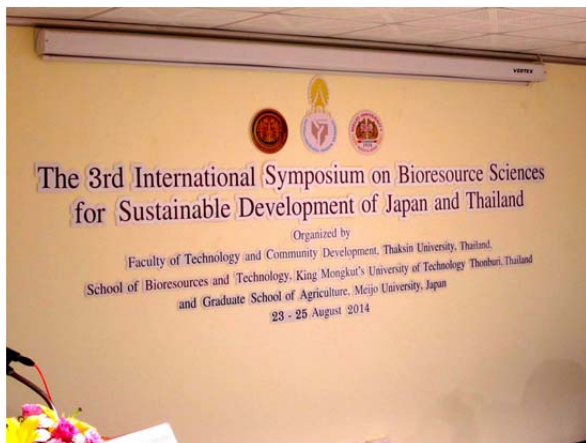 VERTEX
The 3rd International Symposium on Bioresource Sciences
for Sustainable Development of Japan and Thailand
Organized by
Faculty of Technology and Community Development, Thaksin University, Thailand,
School of Bioresources and Technology, King Mongkut's University of Technology Thonburi, Thailand
and Graduate School of Agriculture, Meijo University, Japan
23 - 25 August 2014